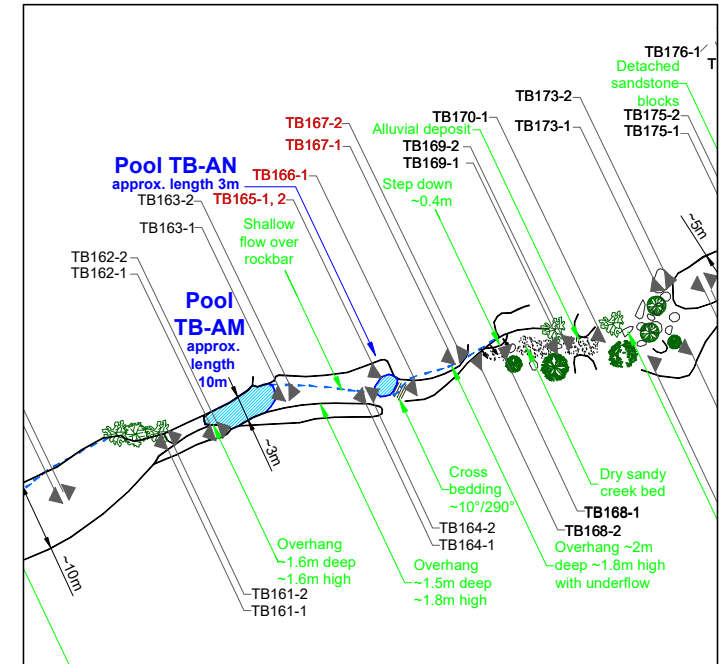 TB176-1
T
Detached
sandstone
blocks
TB173-2
TB175-2
TB173-1
TB175-1
TB170-1
TB167-2
Alluvial deposit
TB167-1
TB169-2
TB169-1
Pool TB-AN
approx. length 3m
TB166-1
Step down
~0.4m
TB163-2
TB165-1, 2
TB163-1
Shallow
flow over
rockbar
~5m
TB162-2
TB162-1
Pool
TB-AM
approx.
length
10m
~3m
Cross
bedding
~10°/290°
Dry sandy
creek bed
TB168-1
TB168-2
TB164-2
TB164-1
Overhang
~1.6m deep
~1.6m high
Overhang
~1.5m deep
~1.8m high
Overhang ~2m
deep ~1.8m high
with underflow
~10m
TB161-2
TB161-1